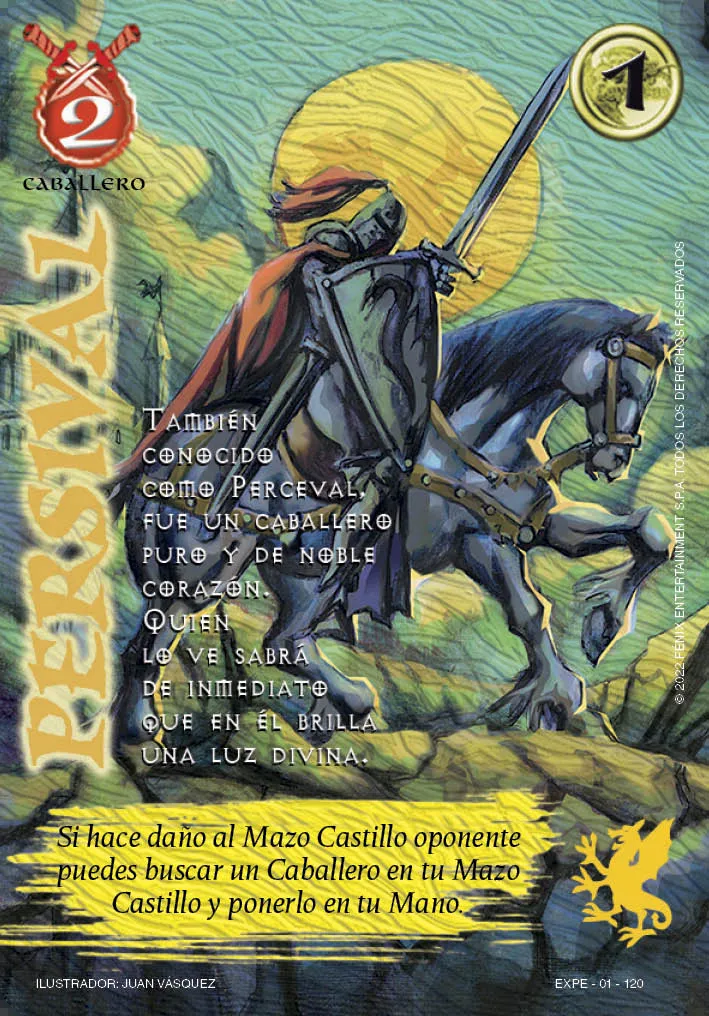 2
1
CABALLERO
PERSIVAL
TAMBIÉN
CONOCIDO
COMO PERCEVAL,
FUE UN CABALLERO
PURO Y DE NOBLE
CORAZÓN.
QUIEN
LO VE SABRÁ
DE INMEDIATO
QUE EN ÉL BRILLA
UNA LUZ DIVINA.
© 2022 FENIX ENTERTAINMENT S.P.A. TODOS LOS DERECHOS RESERVADOS
Si hace daño al Mazo Castillo oponente
puedes buscar un Caballero en tu Mazo
Castillo y ponerlo en tu Mano.
ILUSTRADOR: JUAN VÁSQUEZ
EXPE - 01 - 120